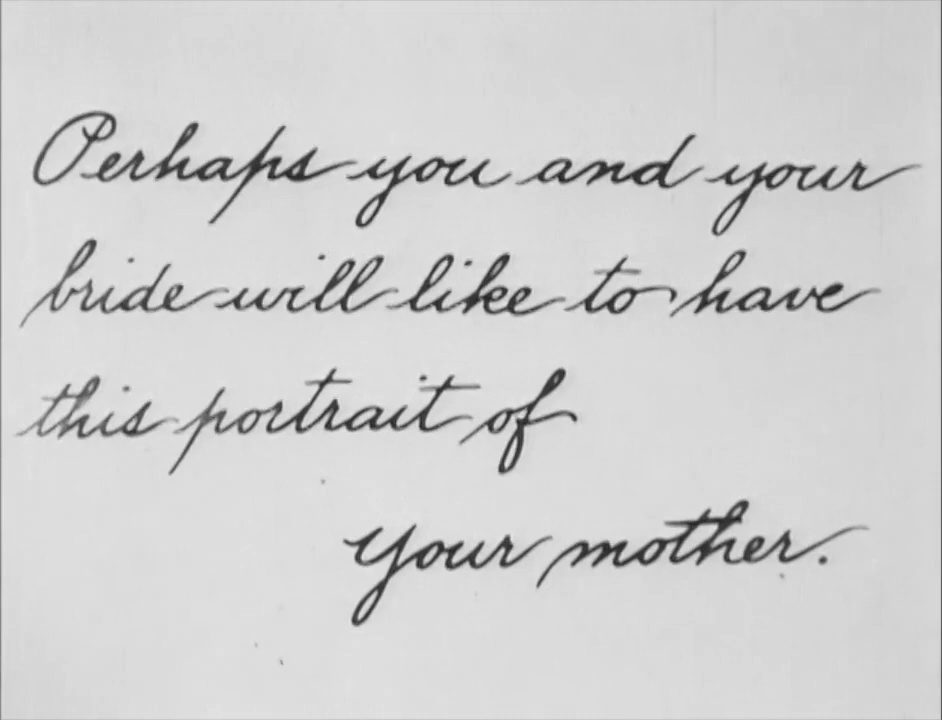 Perhaps you and your
bride will like to have
this portrait of
your mother.